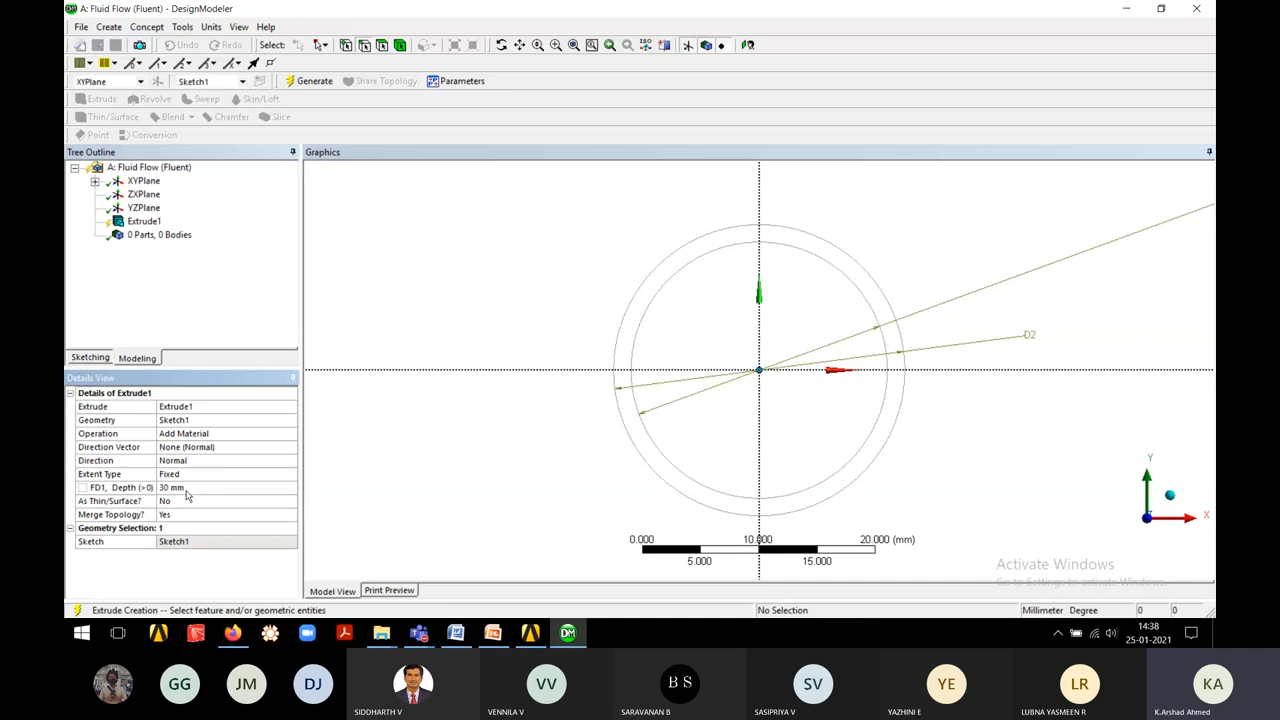 A: Fluid Flow (Fluent) - DesignModeler
File Create Concept Tools Units View Help
Undo Redo Select:
XYPlane Sketch1 Generate Share Topology Parameters
Extrude Revolve Sweep Skin/Loft
Thin/Surface Blend Chamfer Slice
Point Conversion
Tree Outline
A: Fluid Flow (Fluent)
XYPlane
ZXPlane
YZPlane
Extrude1
0 Parts, 0 Bodies
Sketching Modeling
Details View
Details of Extrude1
Extrude Extrude1
Geometry Sketch1
Operation Add Material
Direction Vector None (Normal)
Direction Normal
Extent Type Fixed
FD1, Depth (>0) 30 mm
As Thin/Surface? No
Merge Topology? Yes
Geometry Selection: 1
Sketch Sketch1
Graphics
D2
0.000 10.000 20.000 (mm)
5.000 15.000
Y
X
Activate Windows
Go to Settings to activate Windows.
Model View Print Preview
Extrude Creation -- Select feature and/or geometric entities No Selection Millimeter Degree 0 0
DM
14:38
25-01-2021
GG JM DJ VV B S SV YE LR KA
SIDDHARTH V VENNILA V SARAVANAN B SASIPRIYA V YAZHINI E LUBNA YASMEEN R K.Arshad Ahmed